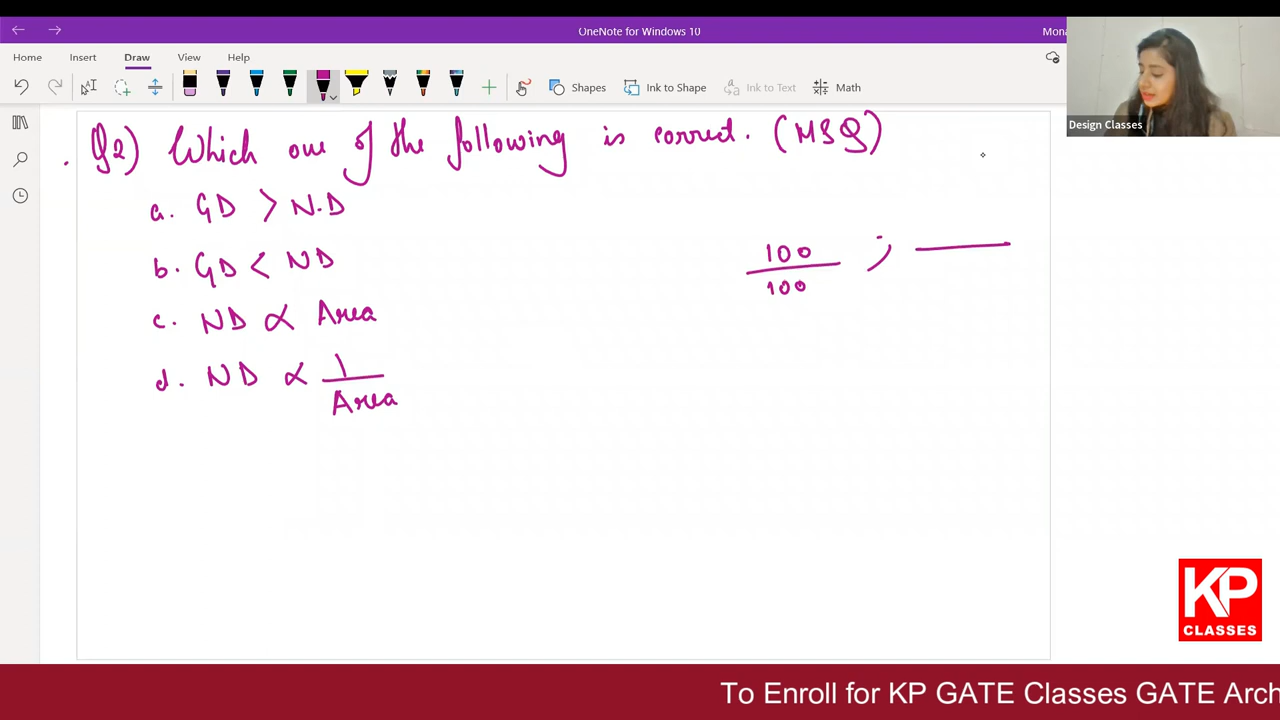 OneNote for Windows 10
Mona
Home Insert Draw View Help
Shapes Ink to Shape Ink to Text Math
Design Classes
Q2) Which one of the following is correct. (MSQ)
a. GD > N.D
b. GD < ND
c. ND ∝ Area
d. ND ∝ 1
Area
100 ;
100
KP
CLASSES
To Enroll for KP GATE Classes GATE Arch